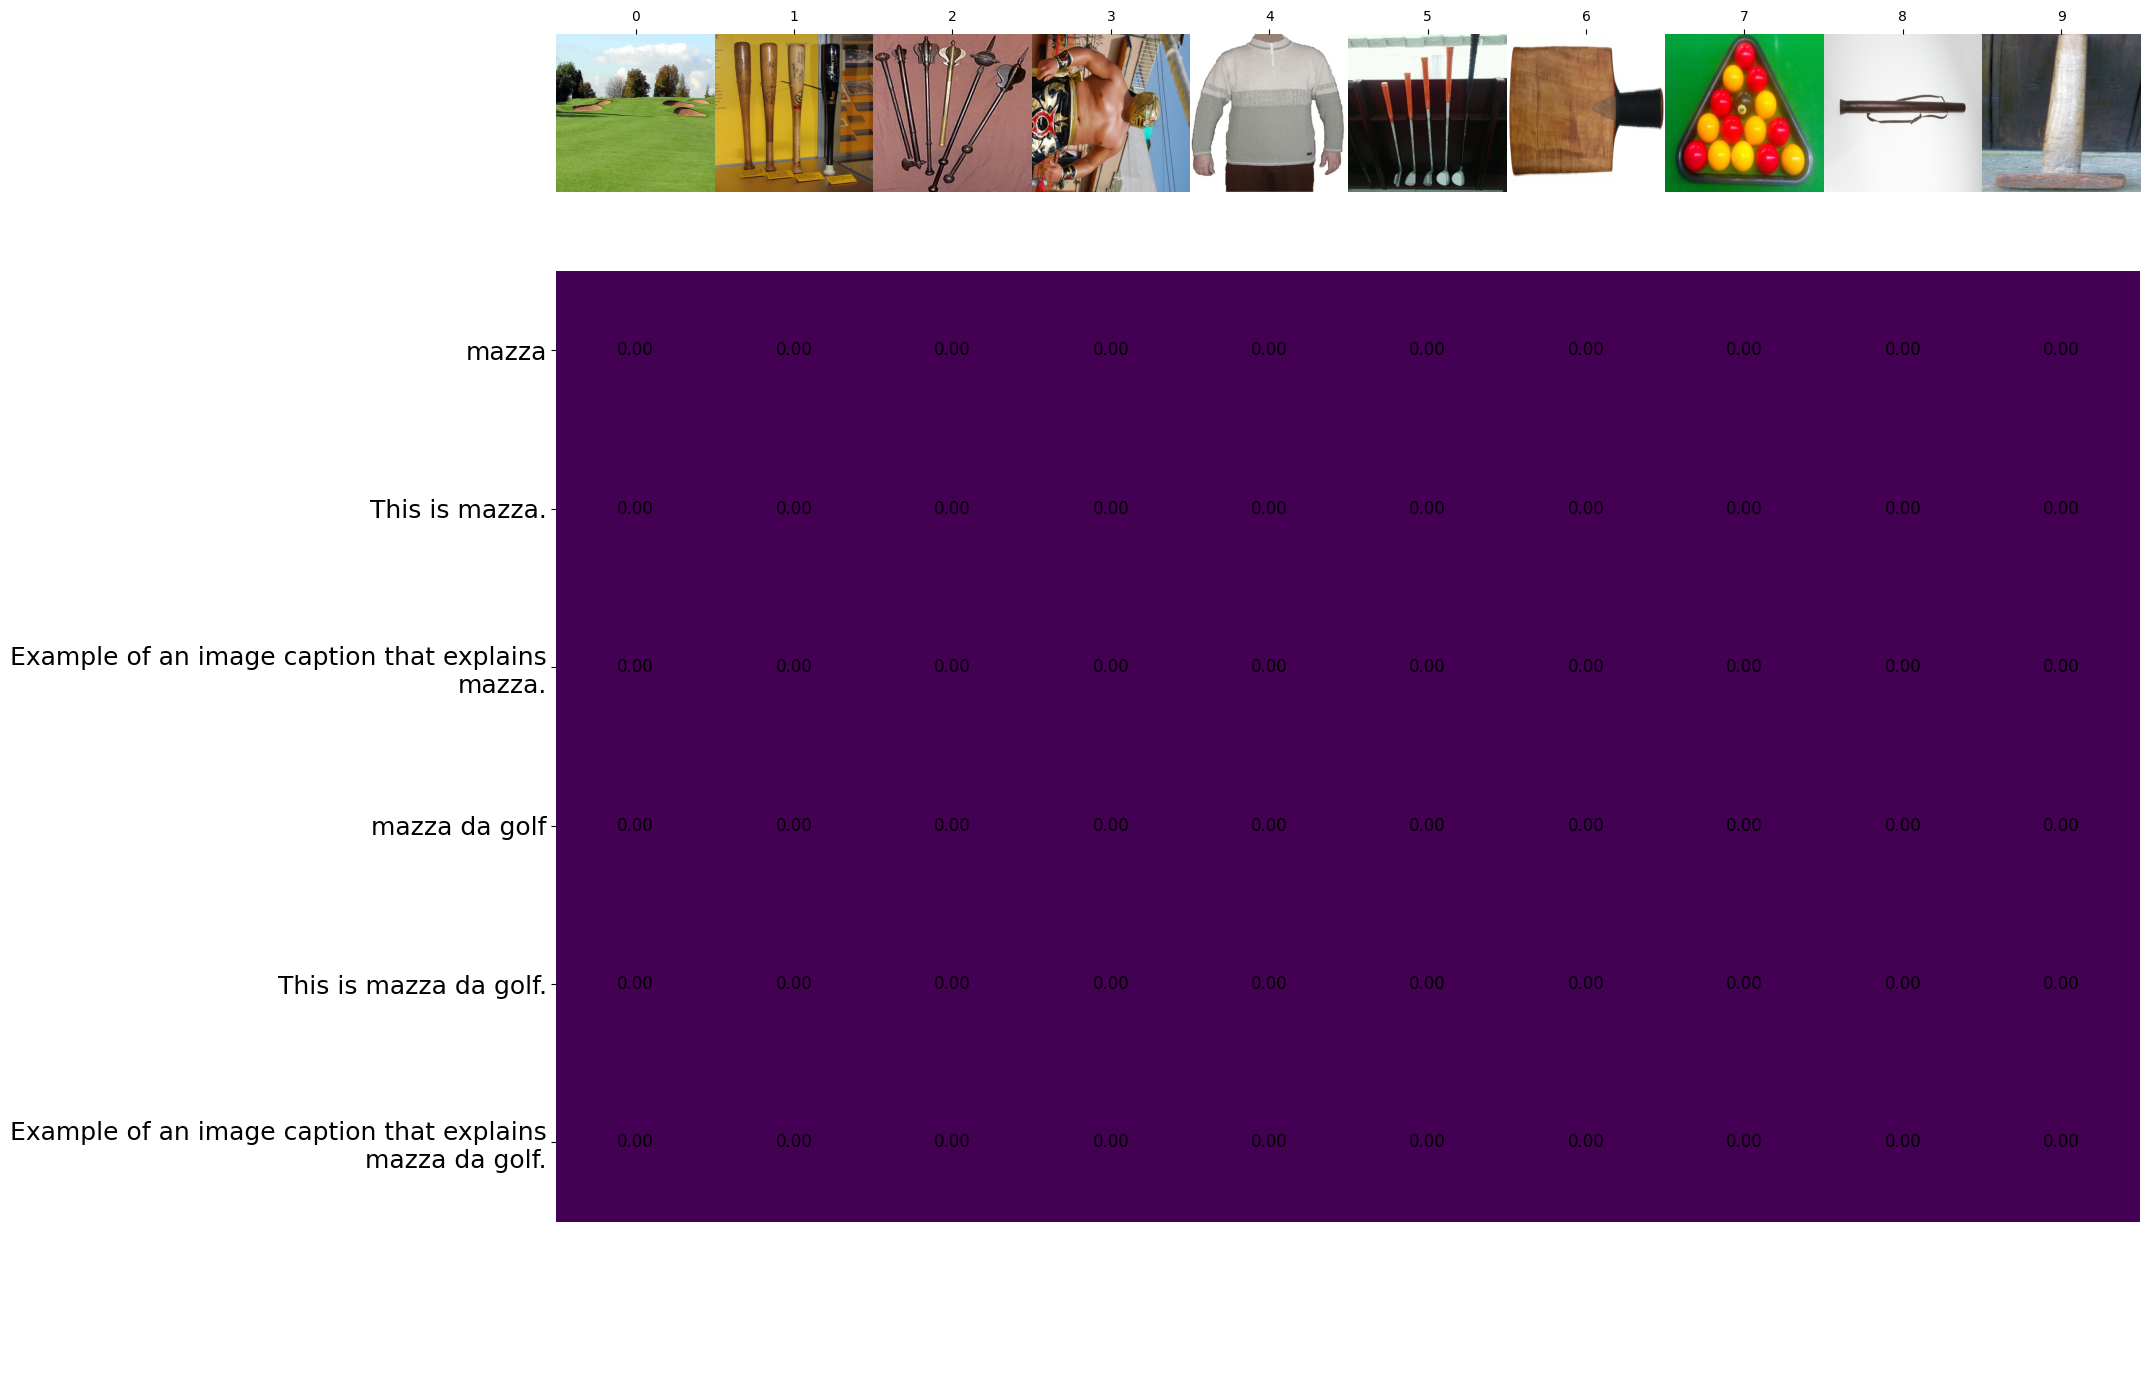 0 1 2 3 4 5 6 7 8 9
mazza 0.00 0.00 0.00 0.00 0.00 0.00 0.00 0.00 0.00 0.00
This is mazza. 0.00 0.00 0.00 0.00 0.00 0.00 0.00 0.00 0.00 0.00
Example of an image caption that explains
mazza. 0.00 0.00 0.00 0.00 0.00 0.00 0.00 0.00 0.00 0.00
mazza da golf 0.00 0.00 0.00 0.00 0.00 0.00 0.00 0.00 0.00 0.00
This is mazza da golf. 0.00 0.00 0.00 0.00 0.00 0.00 0.00 0.00 0.00 0.00
Example of an image caption that explains
mazza da golf. 0.00 0.00 0.00 0.00 0.00 0.00 0.00 0.00 0.00 0.00